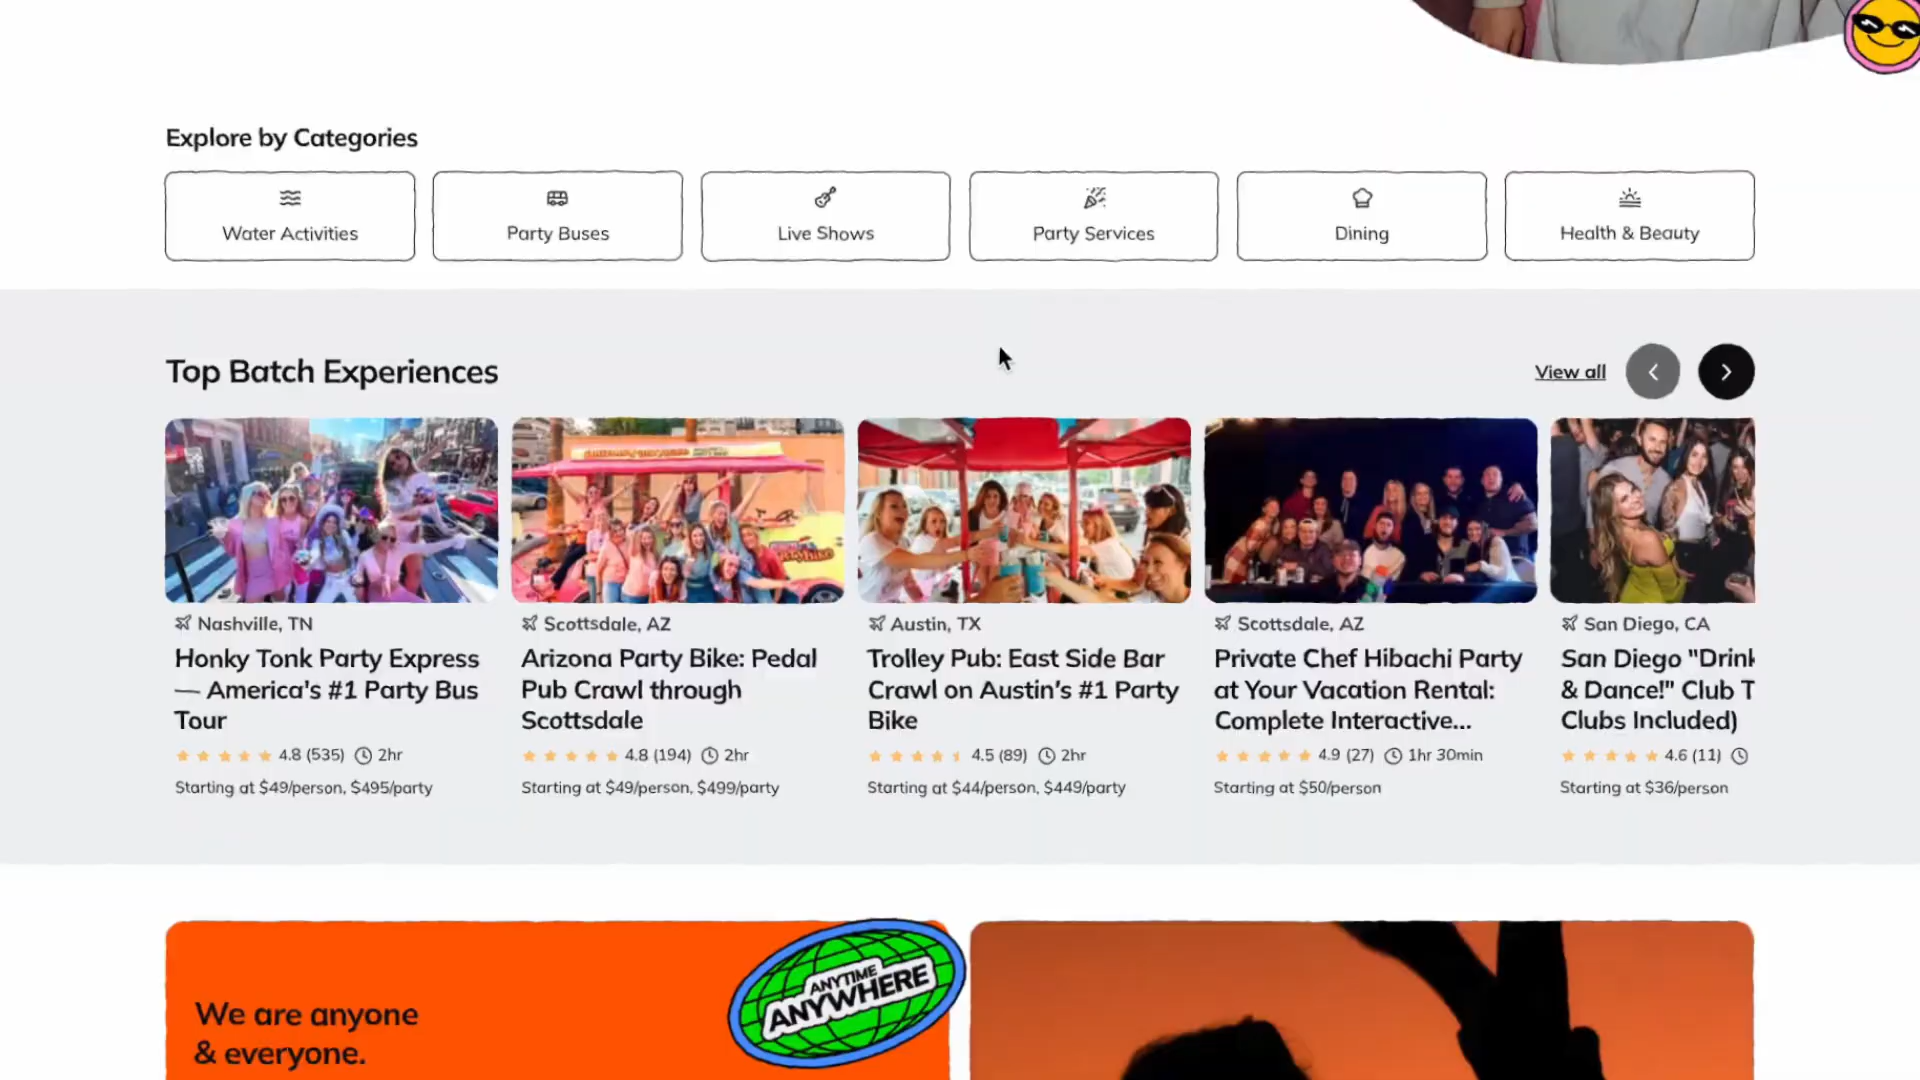 Explore by Categories
Water Activities
Party Buses
Live Shows
Party Services
Dining
Health & Beauty
Top Batch Experiences
View all
Nashville, TN
Honky Tonk Party Express
— America's #1 Party Bus
Tour
4.8 (535) 2hr
Starting at $49/person, $495/party
Scottsdale, AZ
Arizona Party Bike: Pedal
Pub Crawl through
Scottsdale
4.8 (194) 2hr
Starting at $49/person, $499/party
Austin, TX
Trolley Pub: East Side Bar
Crawl on Austin's #1 Party
Bike
4.5 (89) 2hr
Starting at $44/person, $449/party
Scottsdale, AZ
Private Chef Hibachi Party
at Your Vacation Rental:
Complete Interactive...
4.9 (27) 1hr 30min
Starting at $50/person
San Diego, CA
San Diego "Drink
& Dance!" Club T
Clubs Included)
4.6 (11)
Starting at $36/person
We are anyone
& everyone.
ANYTIME
ANYWHERE